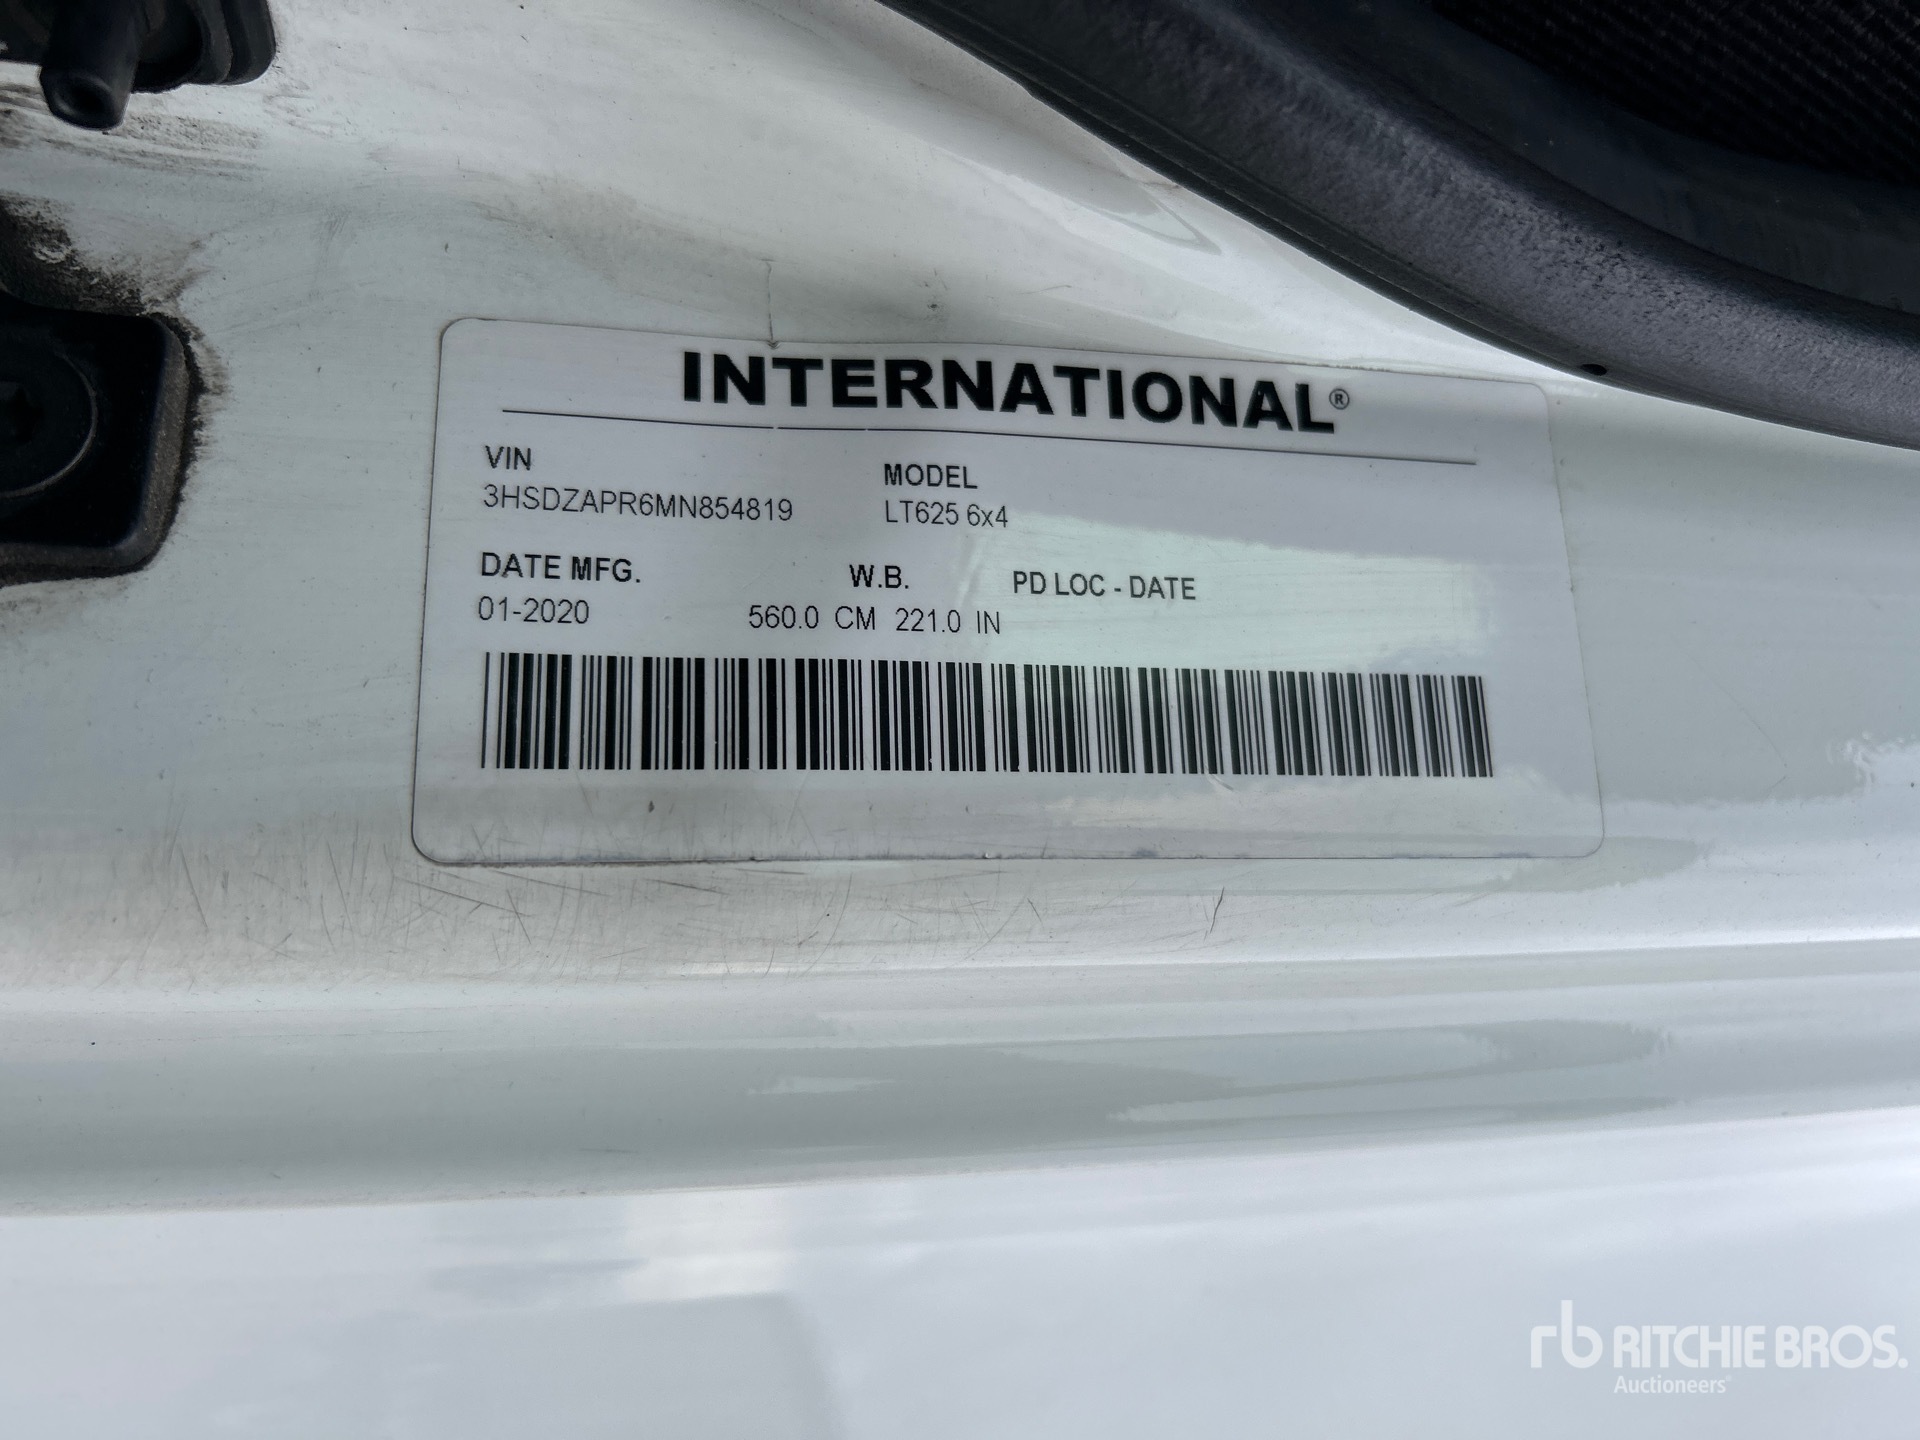 INTERNATIONAL®
VIN MODEL
3HSDZAPR6MN854819 LT625 6x4
DATE MFG. W.B. PD LOC - DATE
01-2020 560.0 CM 221.0 IN
rb RITCHIE BROS.
Auctioneers